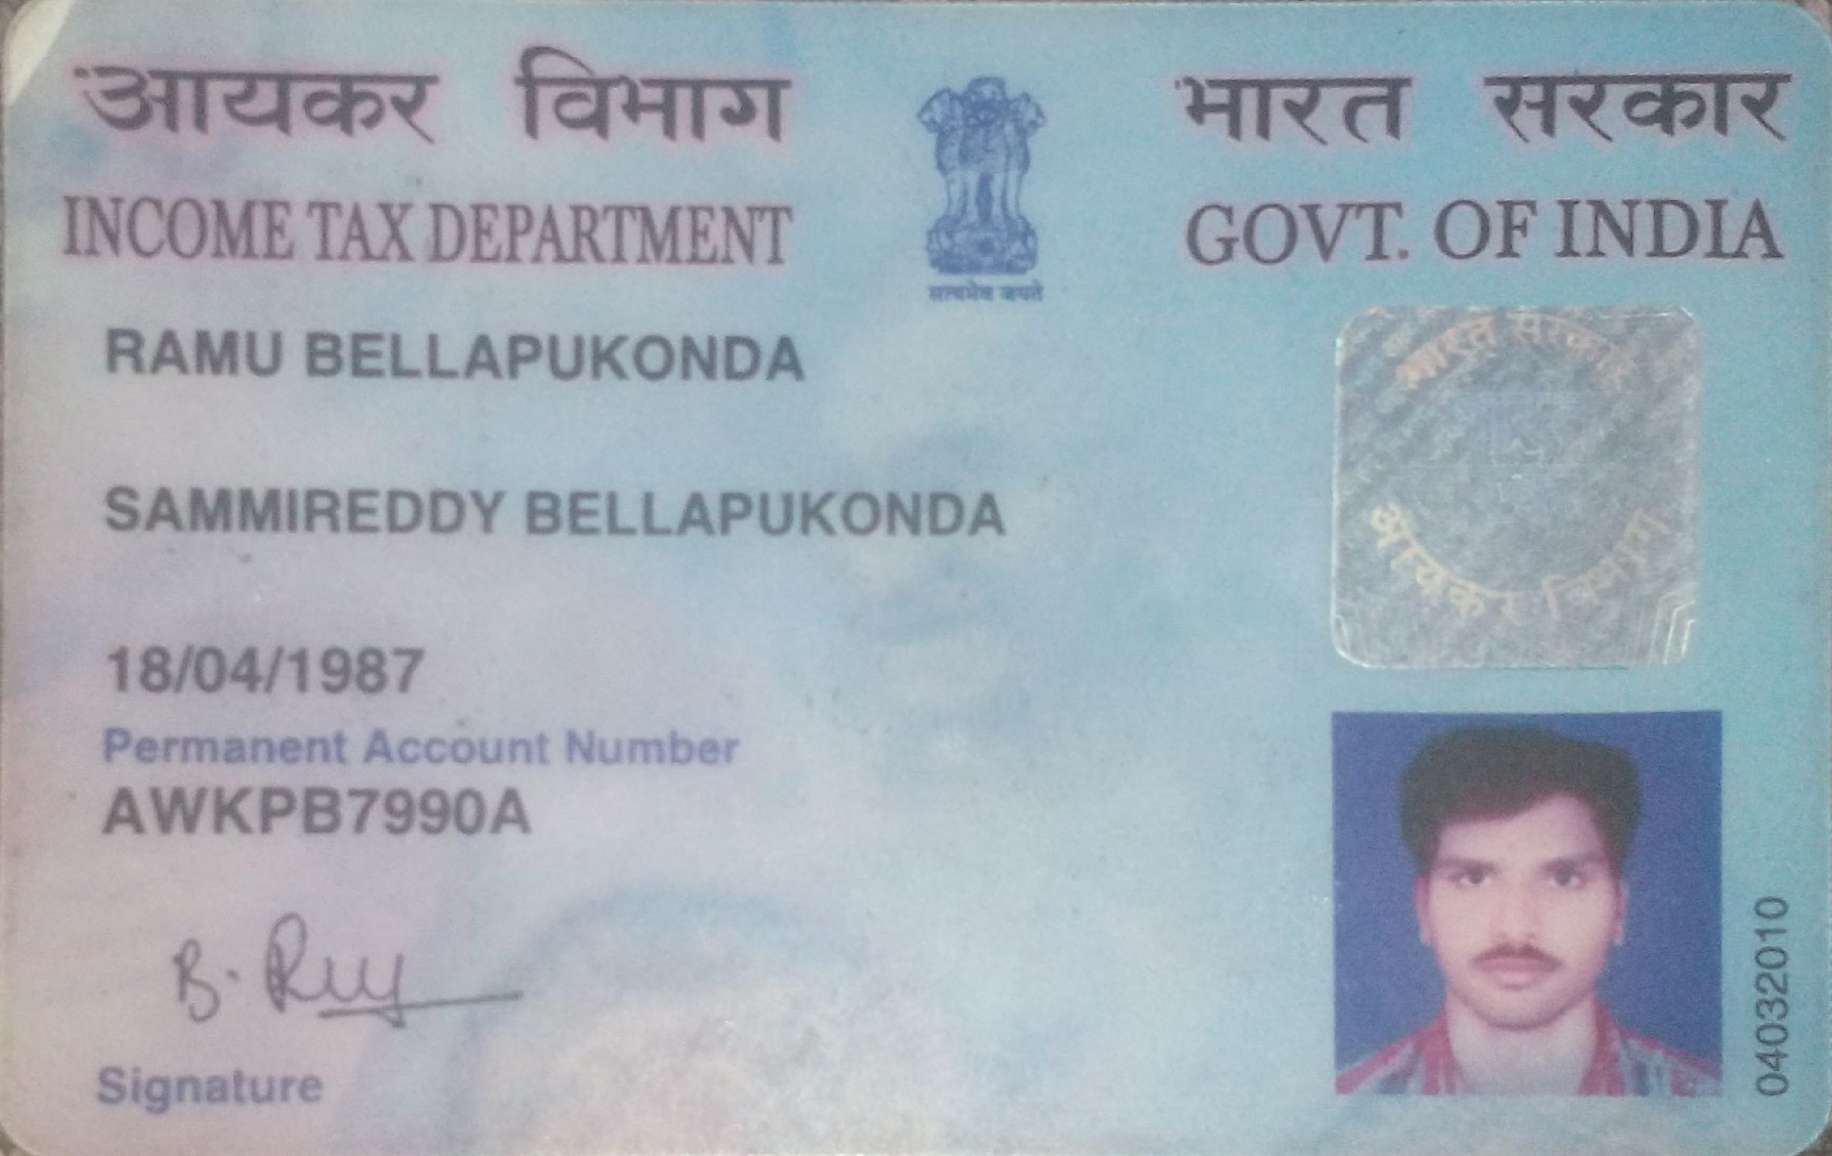 आयकर विभाग
भारत सरकार
INCOME TAX DEPARTMENT
GOVT. OF INDIA
सत्यमेव जयते
RAMU BELLAPUKONDA
भारत सरकार
SAMMIREDDY BELLAPUKONDA
आयकर विभाग
18/04/1987
Permanent Account Number
AWKPB7990A
04032010
B.
Signature